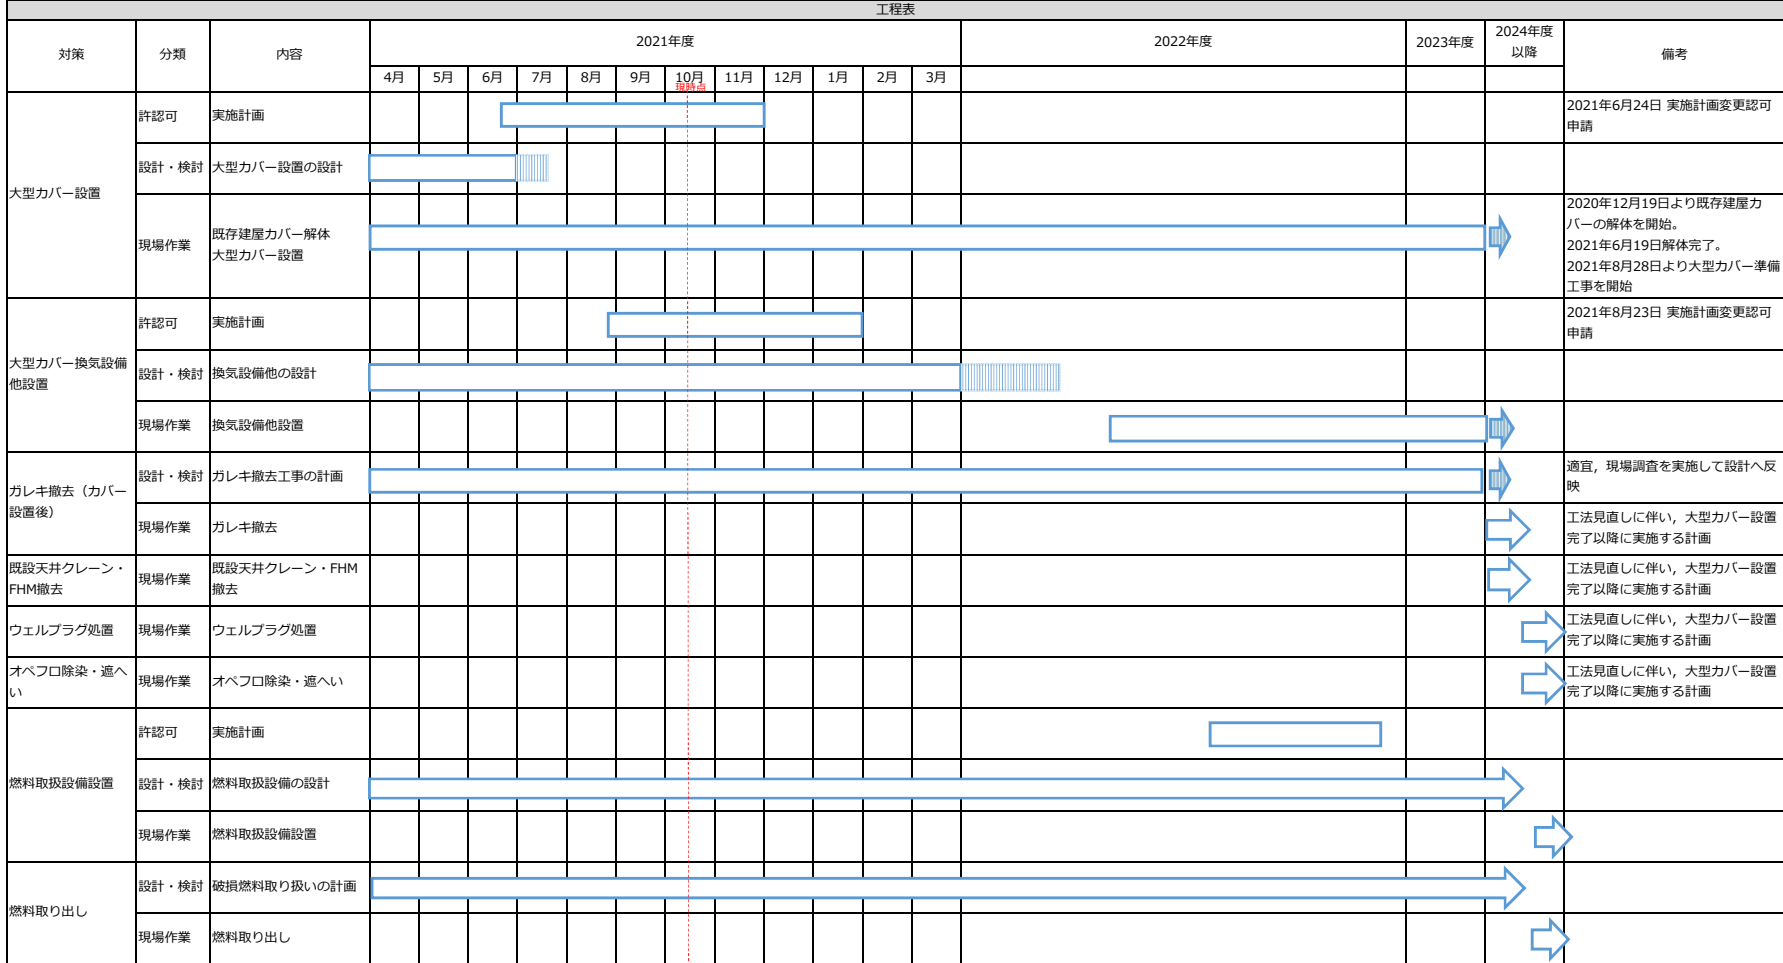 工程表
対策
分類
内容
2021年度
2022年度
2023年度
2024年度
以降
備考
4月
5月
6月
7月
8月
9月
10月
11月
12月
1月
2月
3月
現時点
大型カバー設置
許認可
実施計画
2021年6月24日 実施計画変更認可
申請
設計・検討
大型カバー設置の設計
現場作業
既存建屋カバー解体
大型カバー設置
2020年12月19日より既存建屋カ
バーの解体を開始。
2021年6月19日解体完了。
2021年8月28日より大型カバー準備
工事を開始
大型カバー換気設備
他設置
許認可
実施計画
2021年8月23日 実施計画変更認可
申請
設計・検討
換気設備他の設計
現場作業
換気設備他設置
ガレキ撤去（カバー
設置後）
設計・検討
ガレキ撤去工事の計画
適宜，現場調査を実施して設計へ反
映
現場作業
ガレキ撤去
工法見直しに伴い，大型カバー設置
完了以降に実施する計画
既設天井クレーン・
FHM撤去
現場作業
既設天井クレーン・FHM
撤去
工法見直しに伴い，大型カバー設置
完了以降に実施する計画
ウェルプラグ処置
現場作業
ウェルプラグ処置
工法見直しに伴い，大型カバー設置
完了以降に実施する計画
オペフロ除染・遮へ
い
現場作業
オペフロ除染・遮へい
工法見直しに伴い，大型カバー設置
完了以降に実施する計画
燃料取扱設備設置
許認可
実施計画
設計・検討
燃料取扱設備の設計
現場作業
燃料取扱設備設置
燃料取り出し
設計・検討
破損燃料取り扱いの計画
現場作業
燃料取り出し